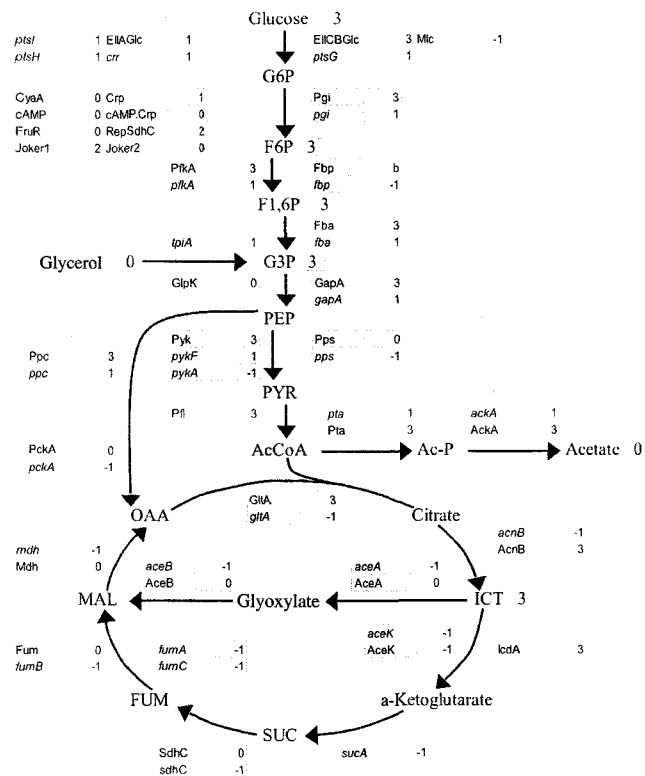 Glucose 3
ptsI 1 EIIAGlc 1 EIICBGlc 3 Mlc -1
ptsH 1 crr 1 ptsG 1
G6P
CyaA 0 Crp 1 Pgi 3
cAMP 0 cAMP.Crp 0 pgi 1
FruR 0 RepSdhC 2
Joker1 2 Joker2 0 F6P 3
PfkA 3 Fbp b
pfkA 1 fbp -1
F1,6P 3
Fba 3
tpiA 1 fba 1
Glycerol 0 G3P 3
GlpK 0 GapA 3
gapA 1
PEP
Pyk 3 Pps 0
Ppc 3 pykF 1 pps -1
ppc 1 pykA -1
PYR
Pfl 3 pta 1 ackA 1
Pta 3 AckA 3
PckA 0 AcCoA Ac-P Acetate 0
pckA -1
GltA 3
OAA gltA -1 Citrate
mdh -1 acnB -1
Mdh 0 aceB -1 aceA -1 AcnB 3
AceB 0 AceA 0
MAL Glyoxylate ICT 3
aceK -1
Fum 0 fumA -1 AceK -1 IcdA 3
fumB -1 fumC -1
FUM a-Ketoglutarate
SUC
SdhC 0 sucA -1
sdhC -1